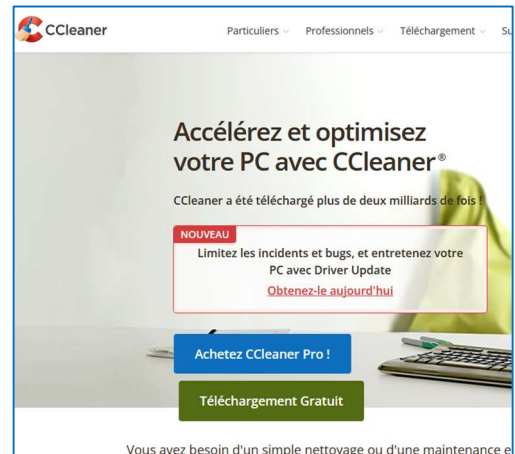 CCleaner
Particuliers Professionnels Téléchargement
Accélérez et optimisez
votre PC avec CCleaner®
CCleaner a été téléchargé plus de deux milliards de fois !
NOUVEAU
Limitez les incidents et bugs, et entretenez votre
PC avec Driver Update
Obtenez-le aujourd'hui
Achetez CCleaner Pro !
Téléchargement Gratuit
Vous avez besoin d'un simple nettoyage ou d'une maintenance